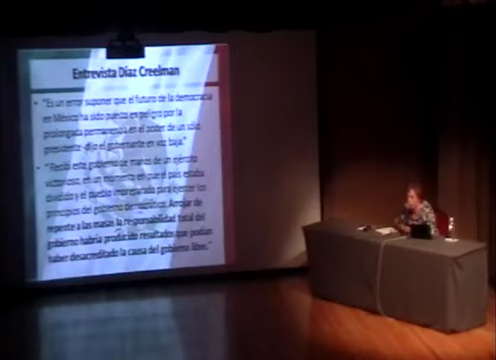 Entrevista Díaz Creelman
• "Es un error suponer que el futuro de la democracia
en México ha sido puesto en peligro por la
prolongada permanencia en el poder de un solo
presidente -dijo el gobernante en voz baja."
• "Recibí este gobierno de manos de un ejército
victorioso, en un momento en que el país estaba
dividido y el pueblo impreparado para ejercer los
principios del gobierno democrático. Arrojar de
repente a las masas la responsabilidad total del
gobierno habría producido resultados que podían
haber desacreditado la causa del gobierno libre."